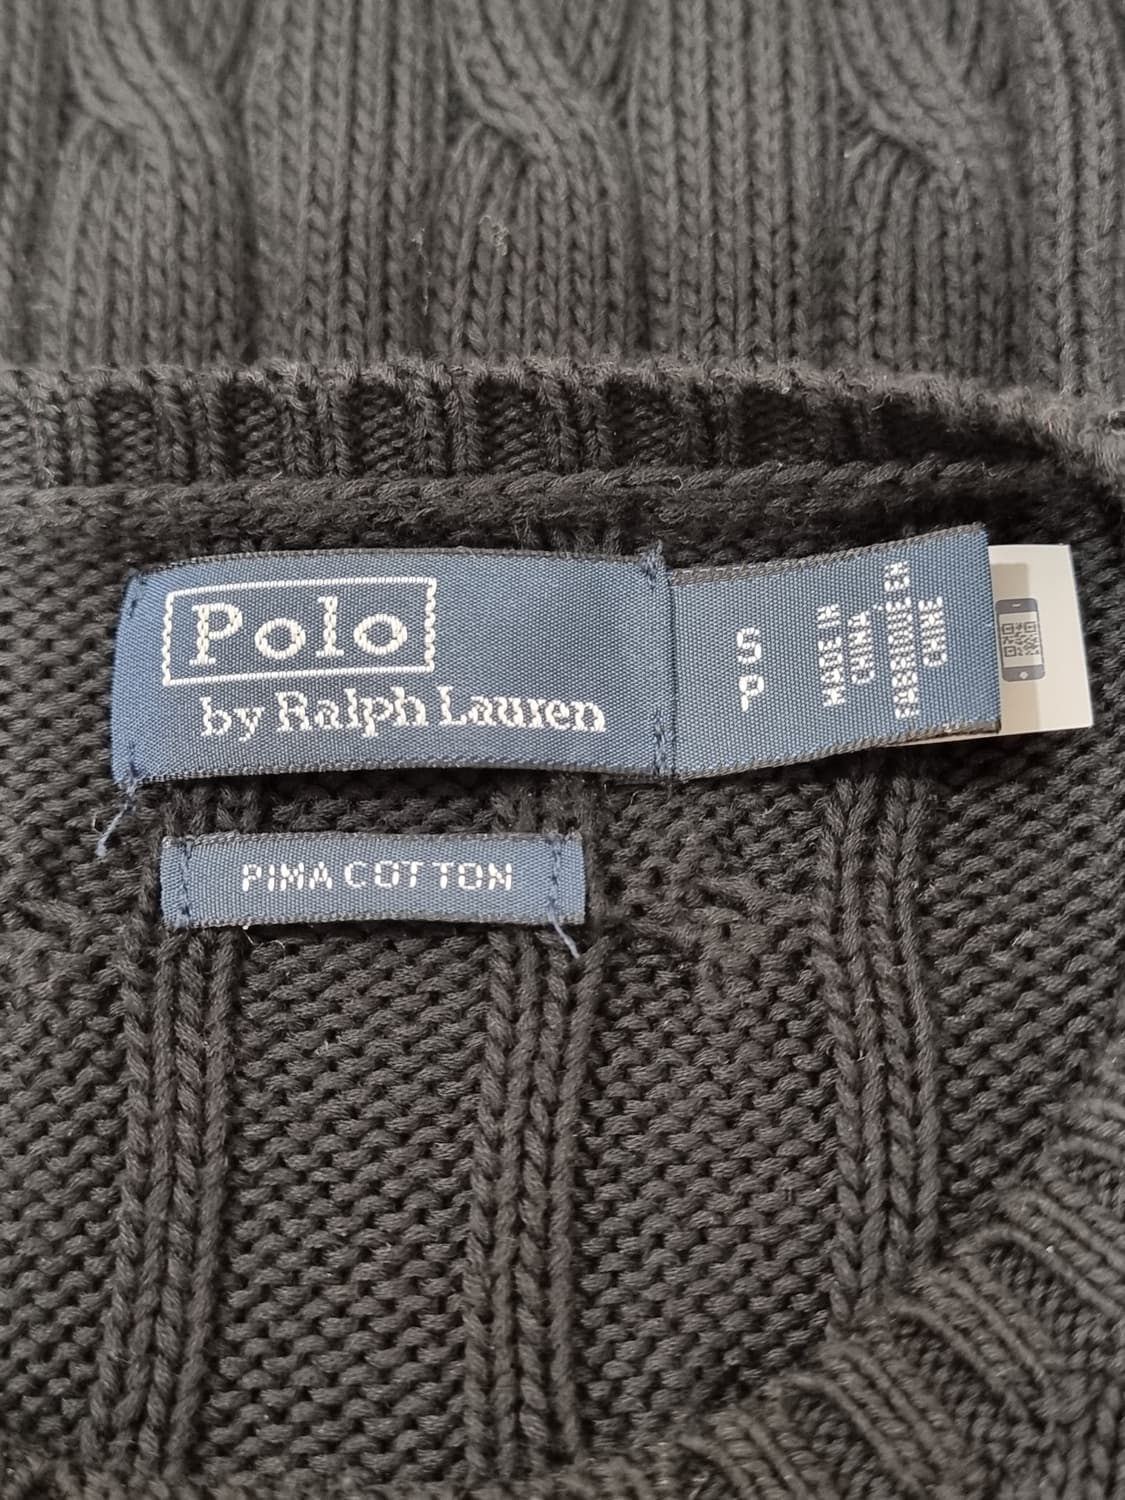 Polo
by Ralph Lauren
S
P
MADE IN
CHINA
FABRIQUÉ EN
CHINE
PIMA COTTON